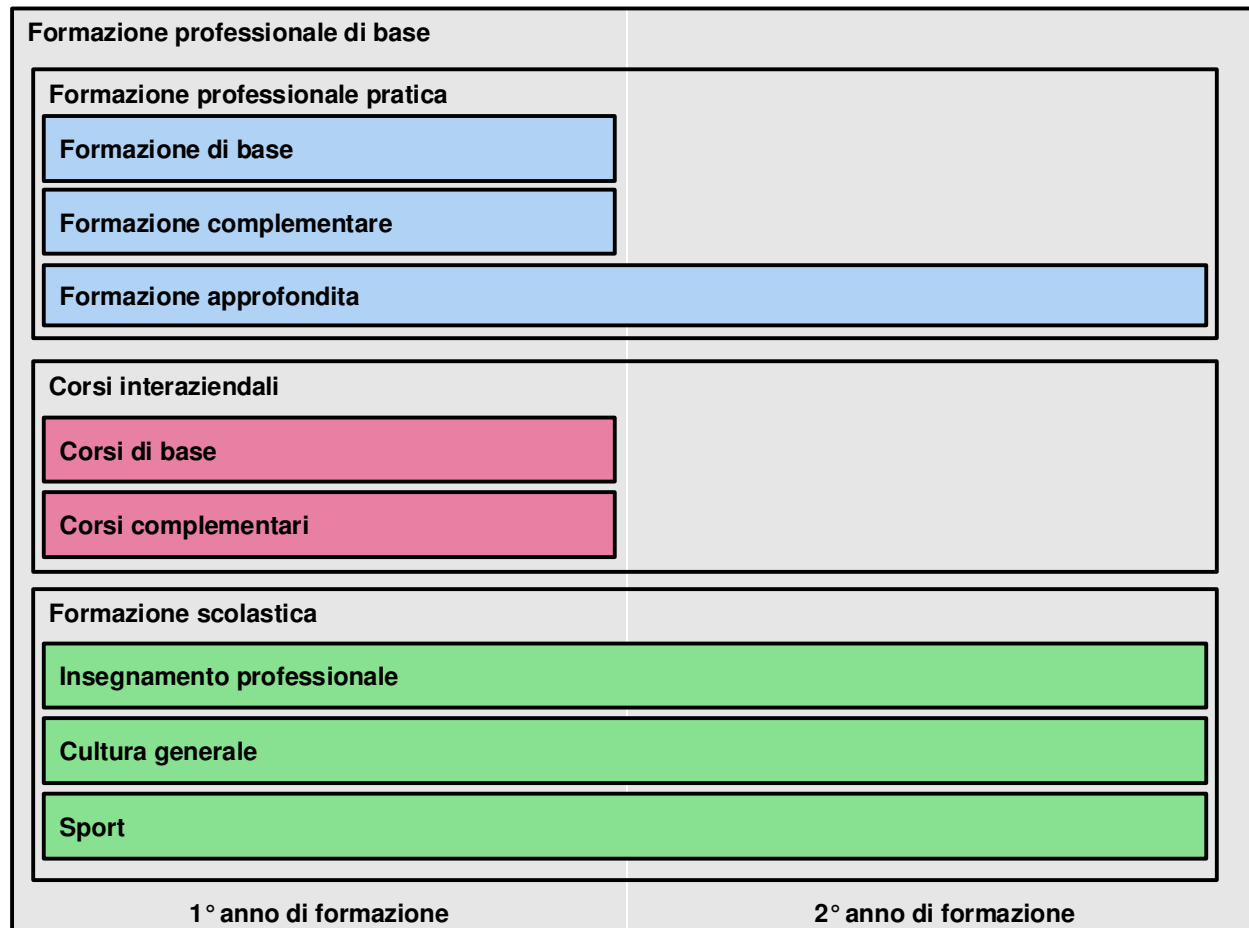 Formazione professionale di base
Formazione professionale pratica
Formazione di base
Formazione complementare
Formazione approfondita
Corsi interaziendali
Corsi di base
Corsi complementari
Formazione scolastica
Insegnamento professionale
Cultura generale
Sport
1° anno di formazione
2° anno di formazione